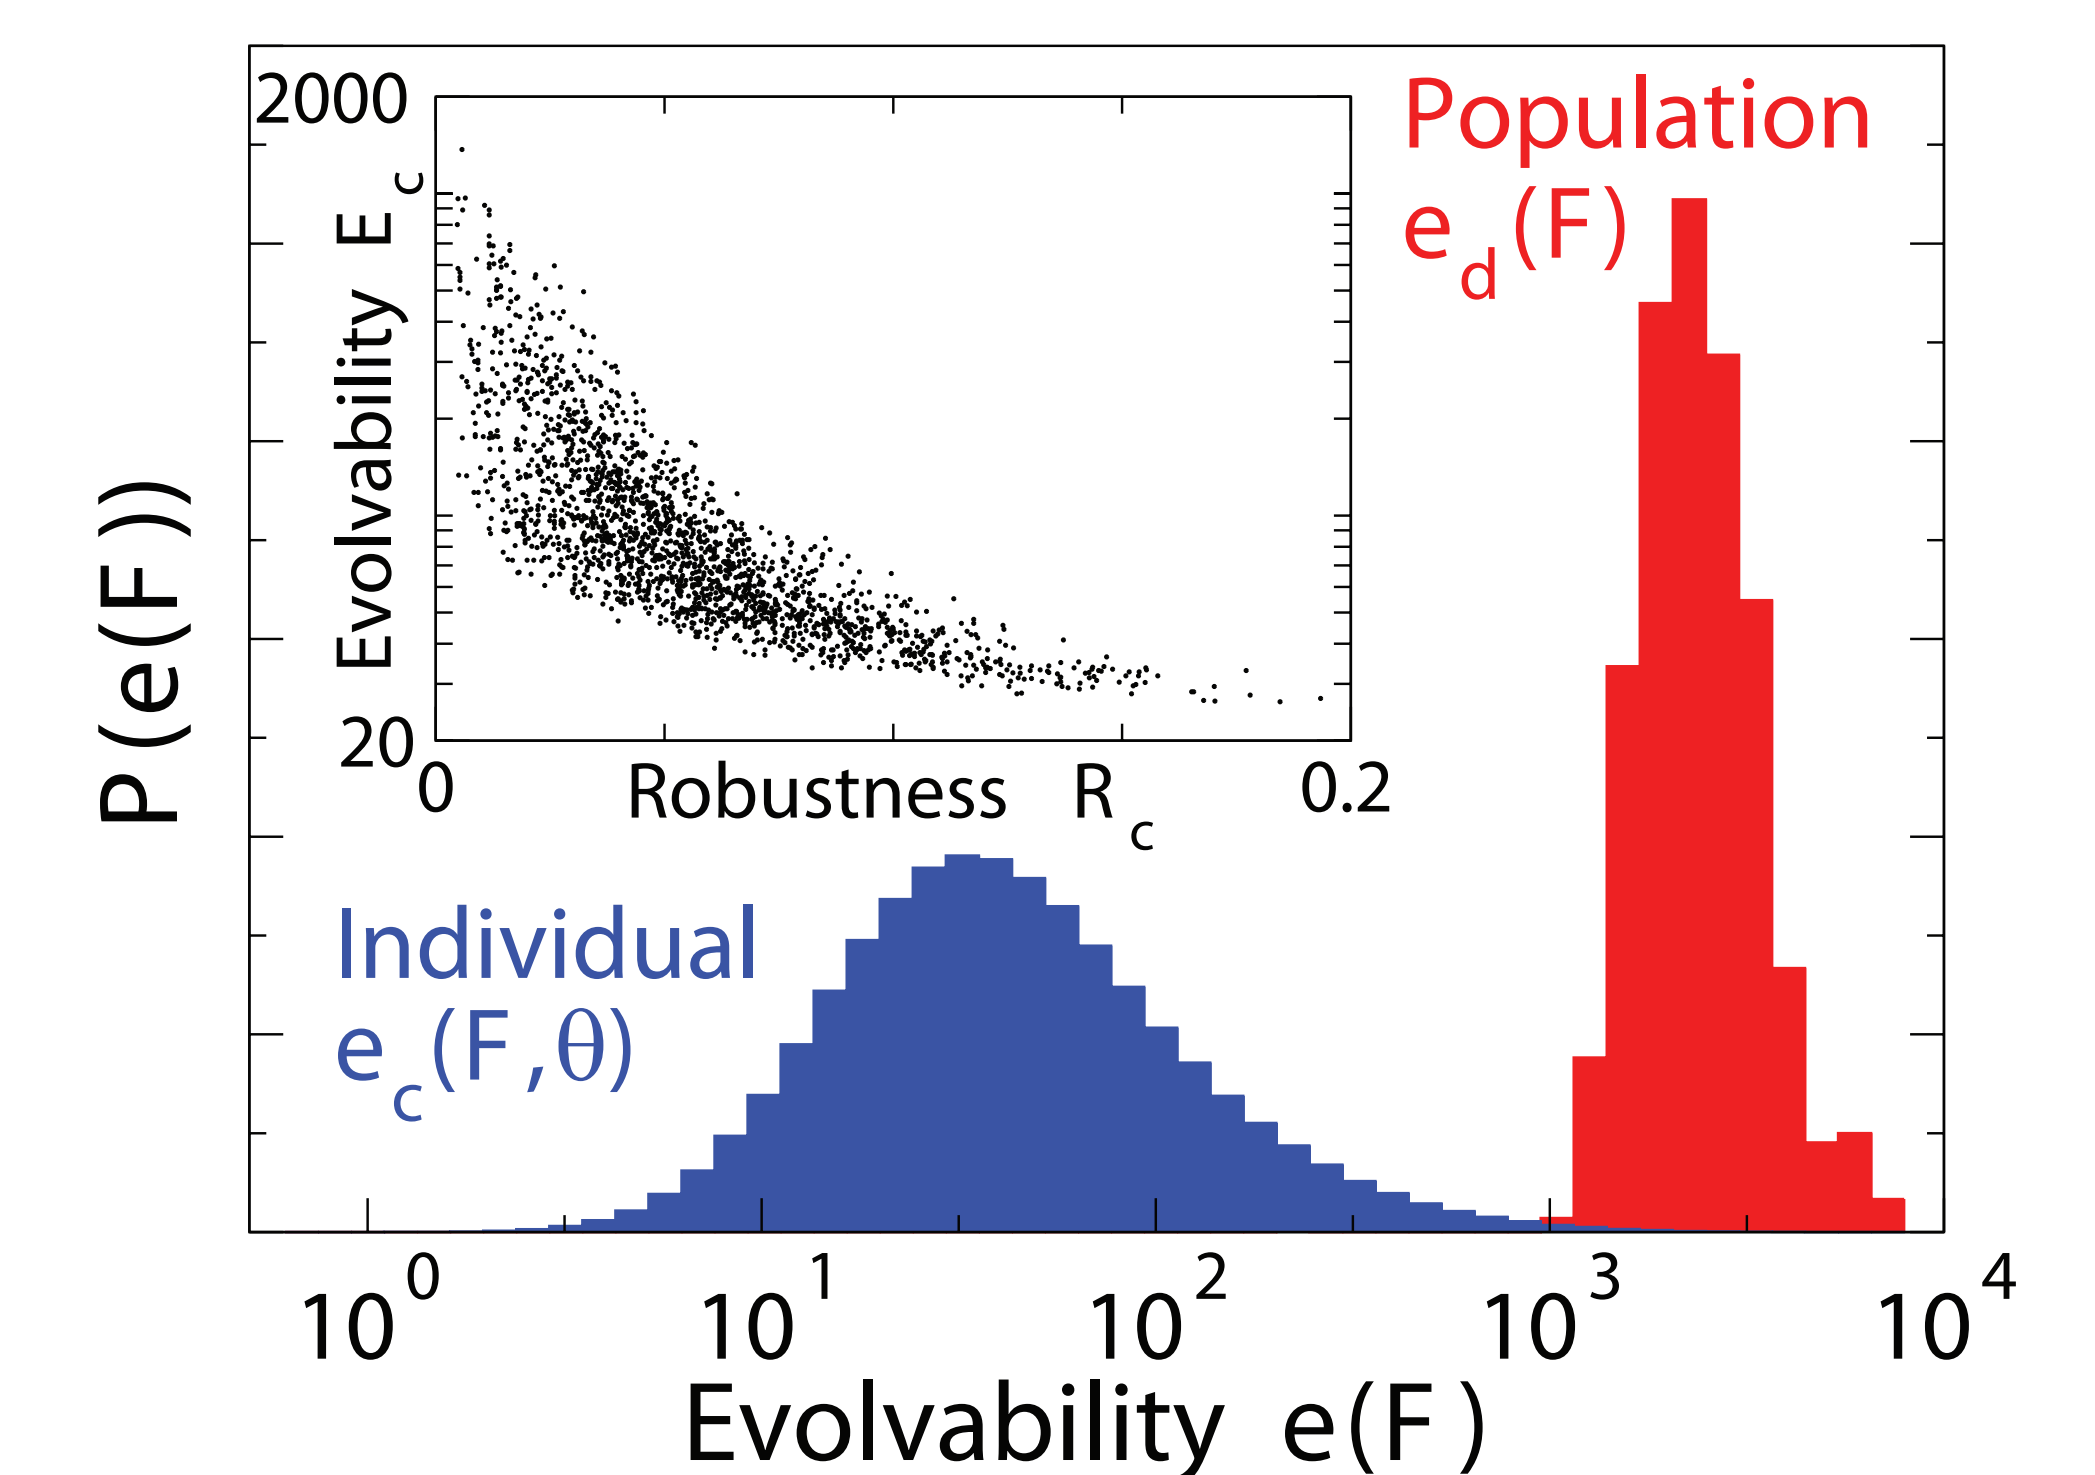 2000
Evolvability E_c
20
0
Robustness R_c
0.2
Population
e_d(F)
P(e(F))
Individual
e_c(F,θ)
10^0 10^1 10^2 10^3 10^4
Evolvability e(F)